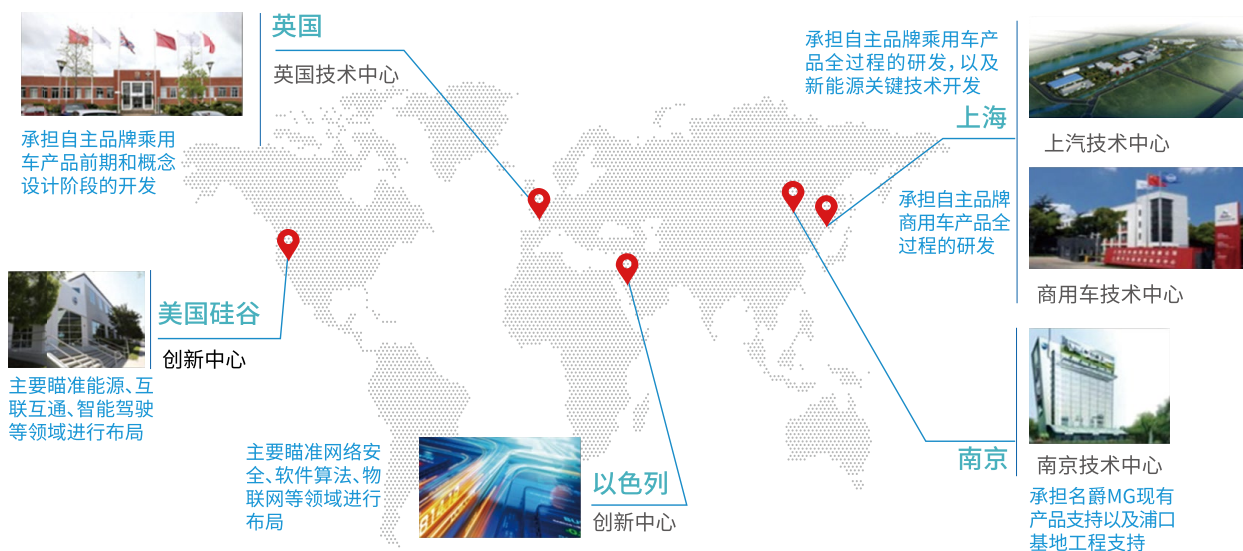 英国
英国技术中心
承担自主品牌乘用
车产品前期和概念
设计阶段的开发
美国硅谷
创新中心
主要瞄准能源、互
联互通、智能驾驶
等领域进行布局
主要瞄准网络安
全、软件算法、物
联网等领域进行
布局
以色列
创新中心
承担自主品牌乘用车产
品全过程的研发，以及
新能源关键技术开发
上海
上汽技术中心
承担自主品牌
商用车产品全
过程的研发
商用车技术中心
南京
南京技术中心
承担名爵MG现有
产品支持以及浦口
基地工程支持